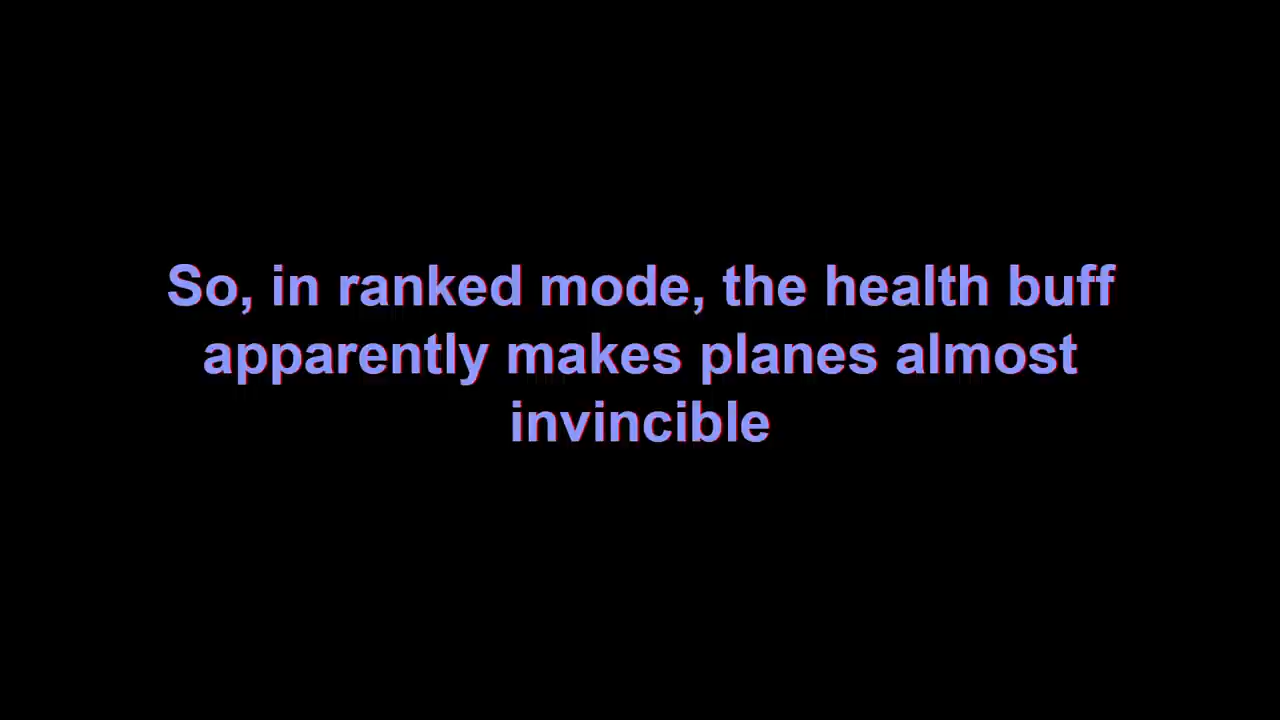 So, in ranked mode, the health buff
apparently makes planes almost
invincible